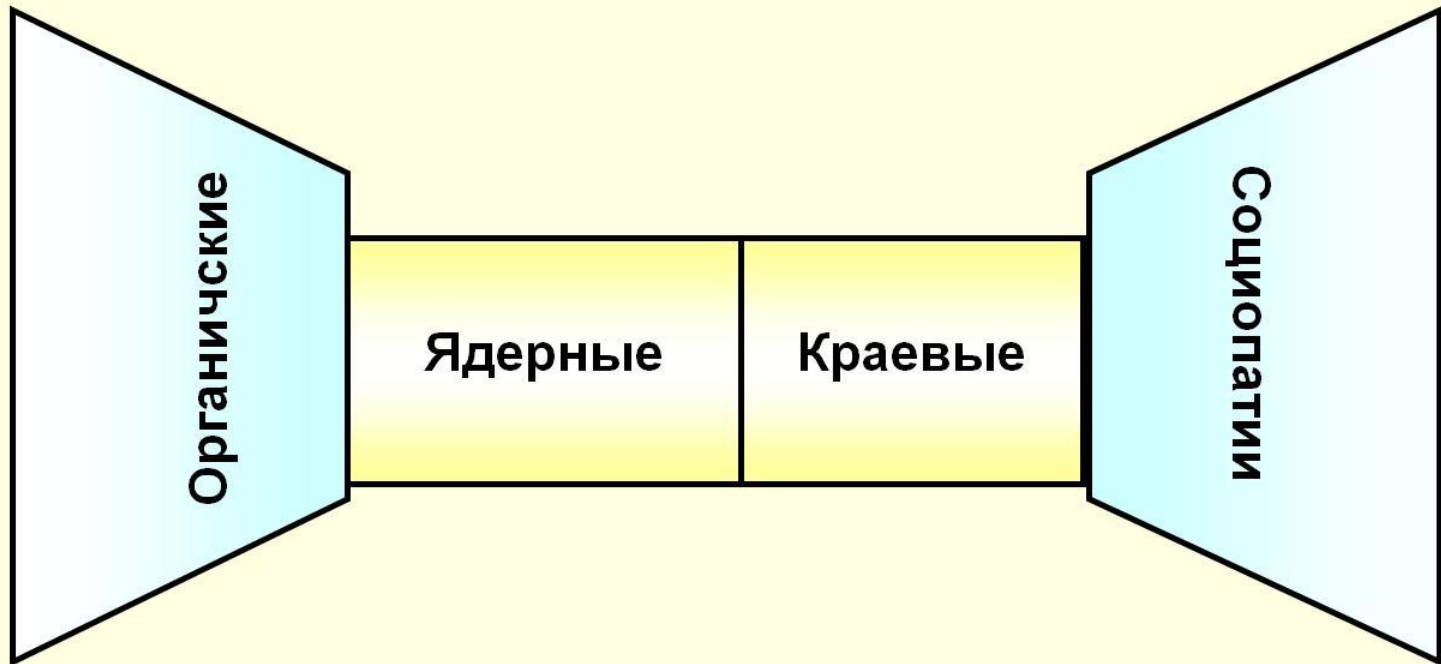 Органичские
Ядерные
Краевые
Социопатии